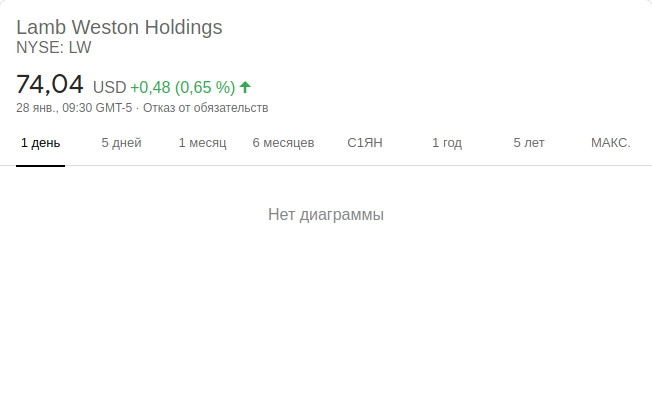 Lamb Weston Holdings
NYSE: LW
74,04 USD +0,48 (0,65 %)
28 янв., 09:30 GMT-5 · Отказ от обязательств
1 день 5 дней 1 месяц 6 месяцев С1ЯН 1 год 5 лет МАКС.
Нет диаграммы